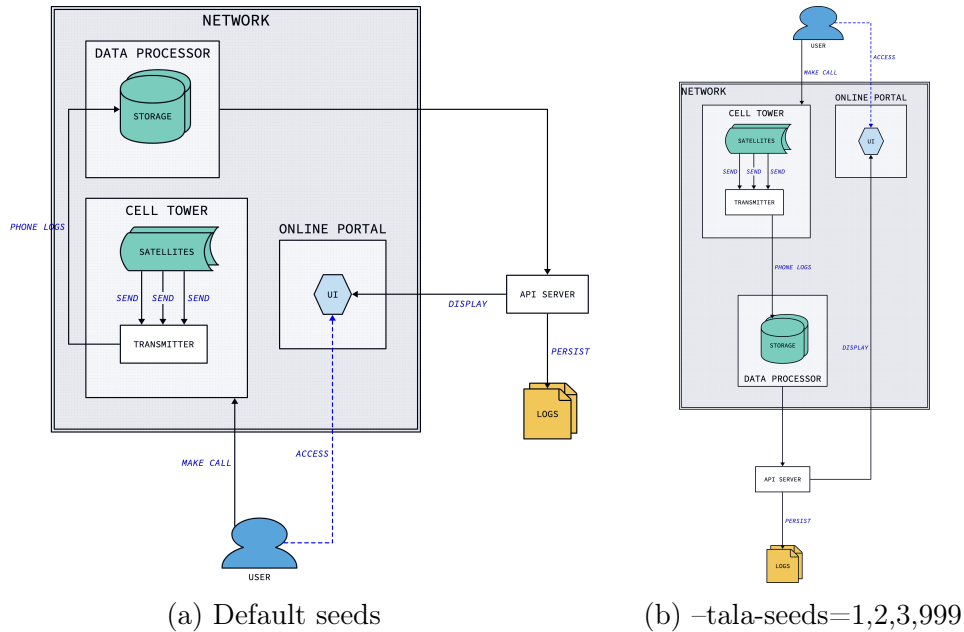 NETWORK
DATA PROCESSOR
STORAGE
PHONE LOGS
CELL TOWER
SATELLITES
SEND SEND SEND
TRANSMITTER
ONLINE PORTAL
UI
DISPLAY
API SERVER
PERSIST
LOGS
MAKE CALL
ACCESS
USER
(a) Default seeds
USER
ACCESS
MAKE CALL
NETWORK
ONLINE PORTAL
CELL TOWER
SATELLITES
UI
SEND SEND SEND
TRANSMITTER
PHONE LOGS
STORAGE
DISPLAY
DATA PROCESSOR
API SERVER
PERSIST
LOGS
(b) –tala-seeds=1,2,3,999